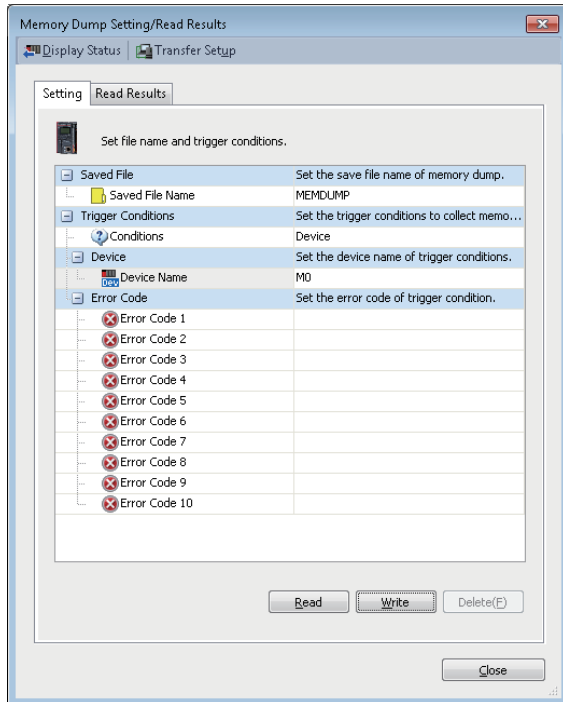 Memory Dump Setting/Read Results
Display Status Transfer Setup
Setting Read Results
Set file name and trigger conditions.
Saved File Set the save file name of memory dump.
Saved File Name MEMDUMP
Trigger Conditions Set the trigger conditions to collect memo...
Conditions Device
Device Set the device name of trigger conditions.
Dev Device Name M0
Error Code Set the error code of trigger condition.
Error Code 1
Error Code 2
Error Code 3
Error Code 4
Error Code 5
Error Code 6
Error Code 7
Error Code 8
Error Code 9
Error Code 10
Read Write Delete(F)
Close